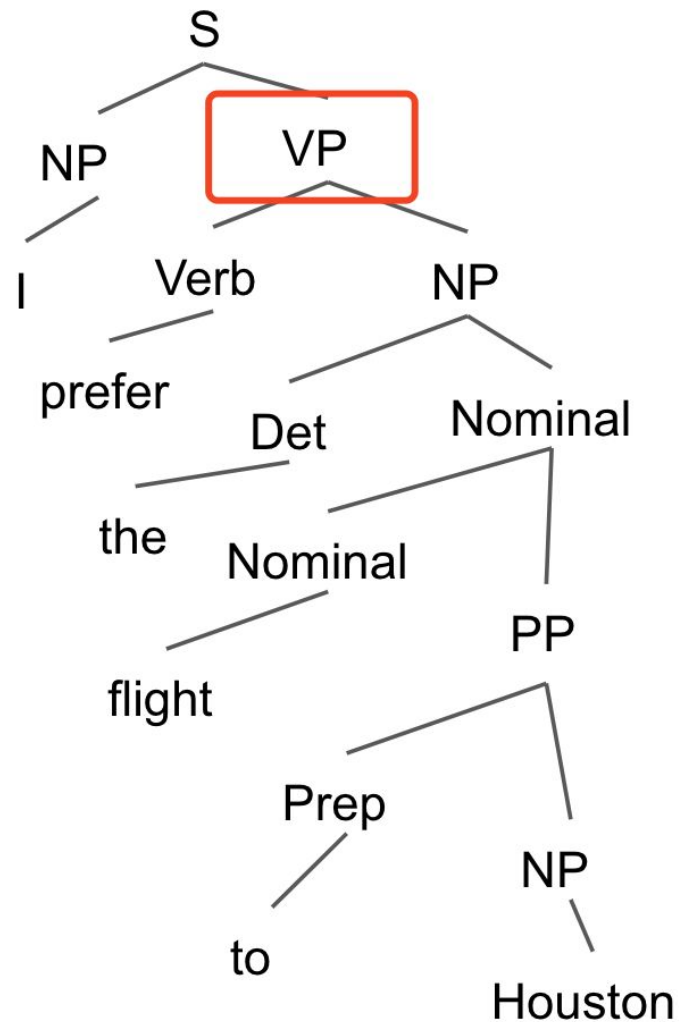 S
NP VP
I Verb NP
prefer Det Nominal
the Nominal
PP
flight
Prep
NP
to
Houston